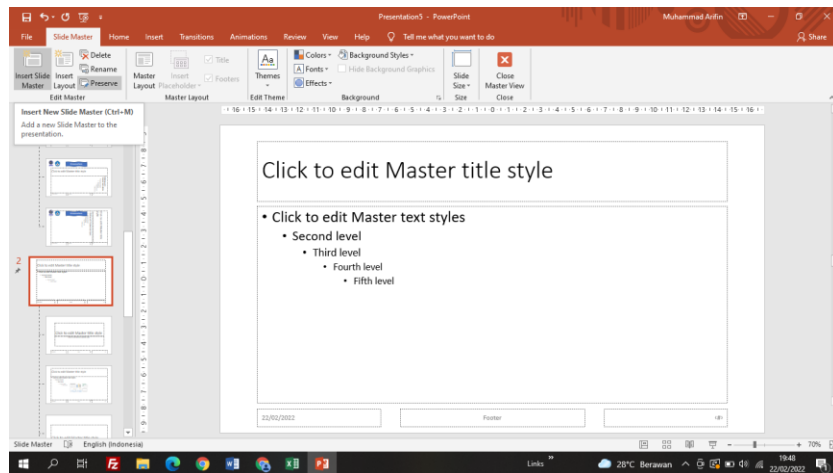 Presentation5 - PowerPoint
Muhammad Arifin
File Slide Master Home Insert Transitions Animations Review View Help Tell me what you want to do Share
Insert Slide Master
Insert Layout
Delete
Rename
Preserve
Edit Master
Master Layout
Insert Placeholder
Title
Footers
Master Layout
Aa
Themes
Edit Theme
Colors
Fonts
Effects
Background Styles
Hide Background Graphics
Background
Slide Size
Size
Close Master View
Close
Insert New Slide Master (Ctrl+M)
Add a new Slide Master to the
presentation.
2
Click to edit Master title style
• Click to edit Master text styles
• Second level
• Third level
• Fourth level
• Fifth level
22/02/2022
Footer
‹#›
Slide Master English (Indonesia)
70%
Links
28°C Berawan
19:48
22/02/2022